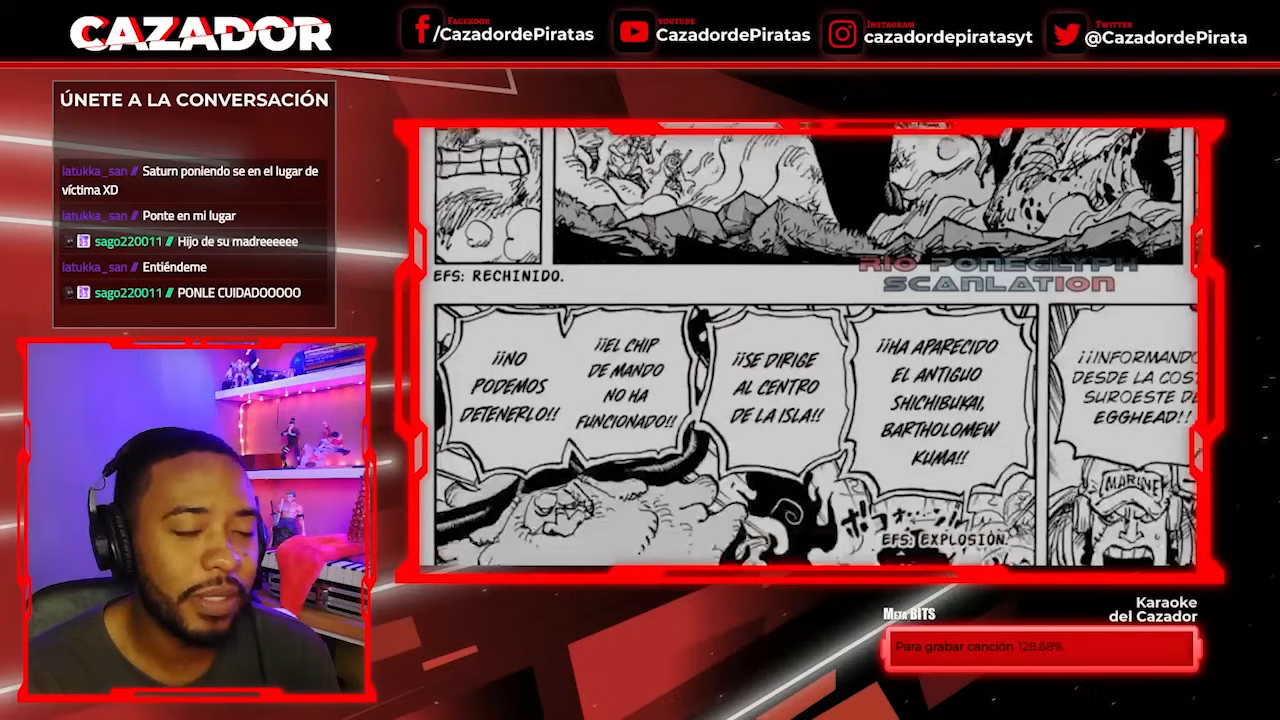 CAZADOR
FACEBOOK
/CazadordePiratas
YOUTUBE
CazadordePiratas
INSTAGRAM
cazadordepiratasyt
TWITTER
@CazadordePirata
ÚNETE A LA CONVERSACIÓN
latukka_san // Saturn poniendo se en el lugar de
víctima XD
latukka_san // Ponte en mi lugar
sago220011 // Hijo de su madreeeeee
latukka_san // Entiéndeme
sago220011 // PONLE CUIDADOOOOO
EFS: RECHINIDO.
RIO PONEGLYPH
SCANLATION
¡¡NO
PODEMOS
DETENERLO!!
¡¡EL CHIP
DE MANDO
NO HA
FUNCIONADO!!
¡¡SE DIRIGE
AL CENTRO
DE LA ISLA!!
¡¡HA APARECIDO
EL ANTIGUO
SHICHIBUKAI,
BARTHOLOMEW
KUMA!!
¡¡INFORMANDO
DESDE LA COS
SUROESTE DE
EGGHEAD!!
MARINE
EFS: EXPLOSIÓN.
META BITS
Karaoke
del Cazador
Para grabar canción 128.68%